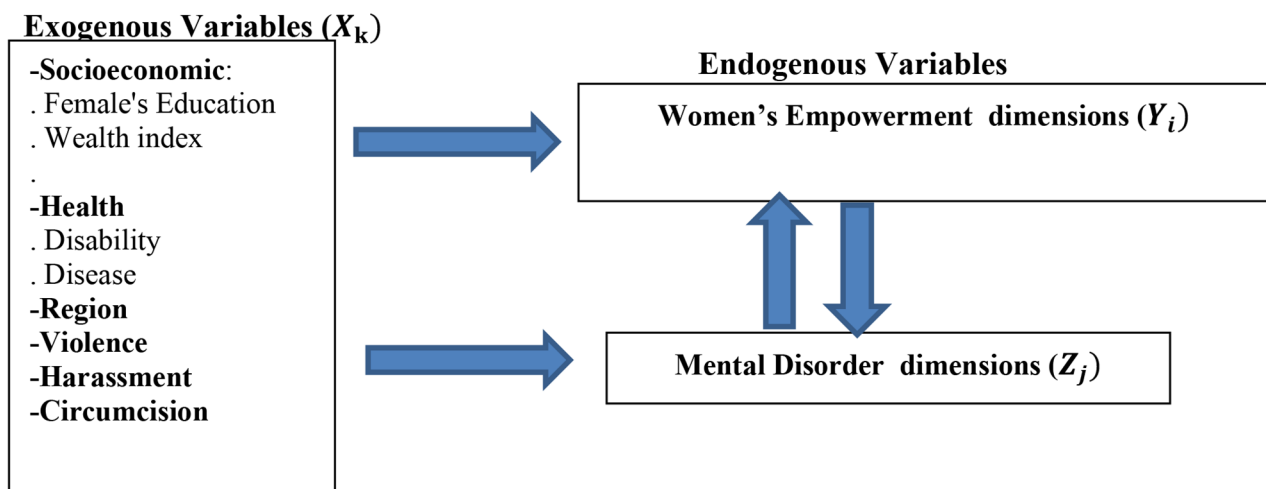 Exogenous Variables (Xk)
-Socioeconomic:
. Female's Education
. Wealth index
.
-Health
. Disability
. Disease
-Region
-Violence
-Harassment
-Circumcision
Endogenous Variables
Women’s Empowerment dimensions (Yi)
Mental Disorder dimensions (Zj)